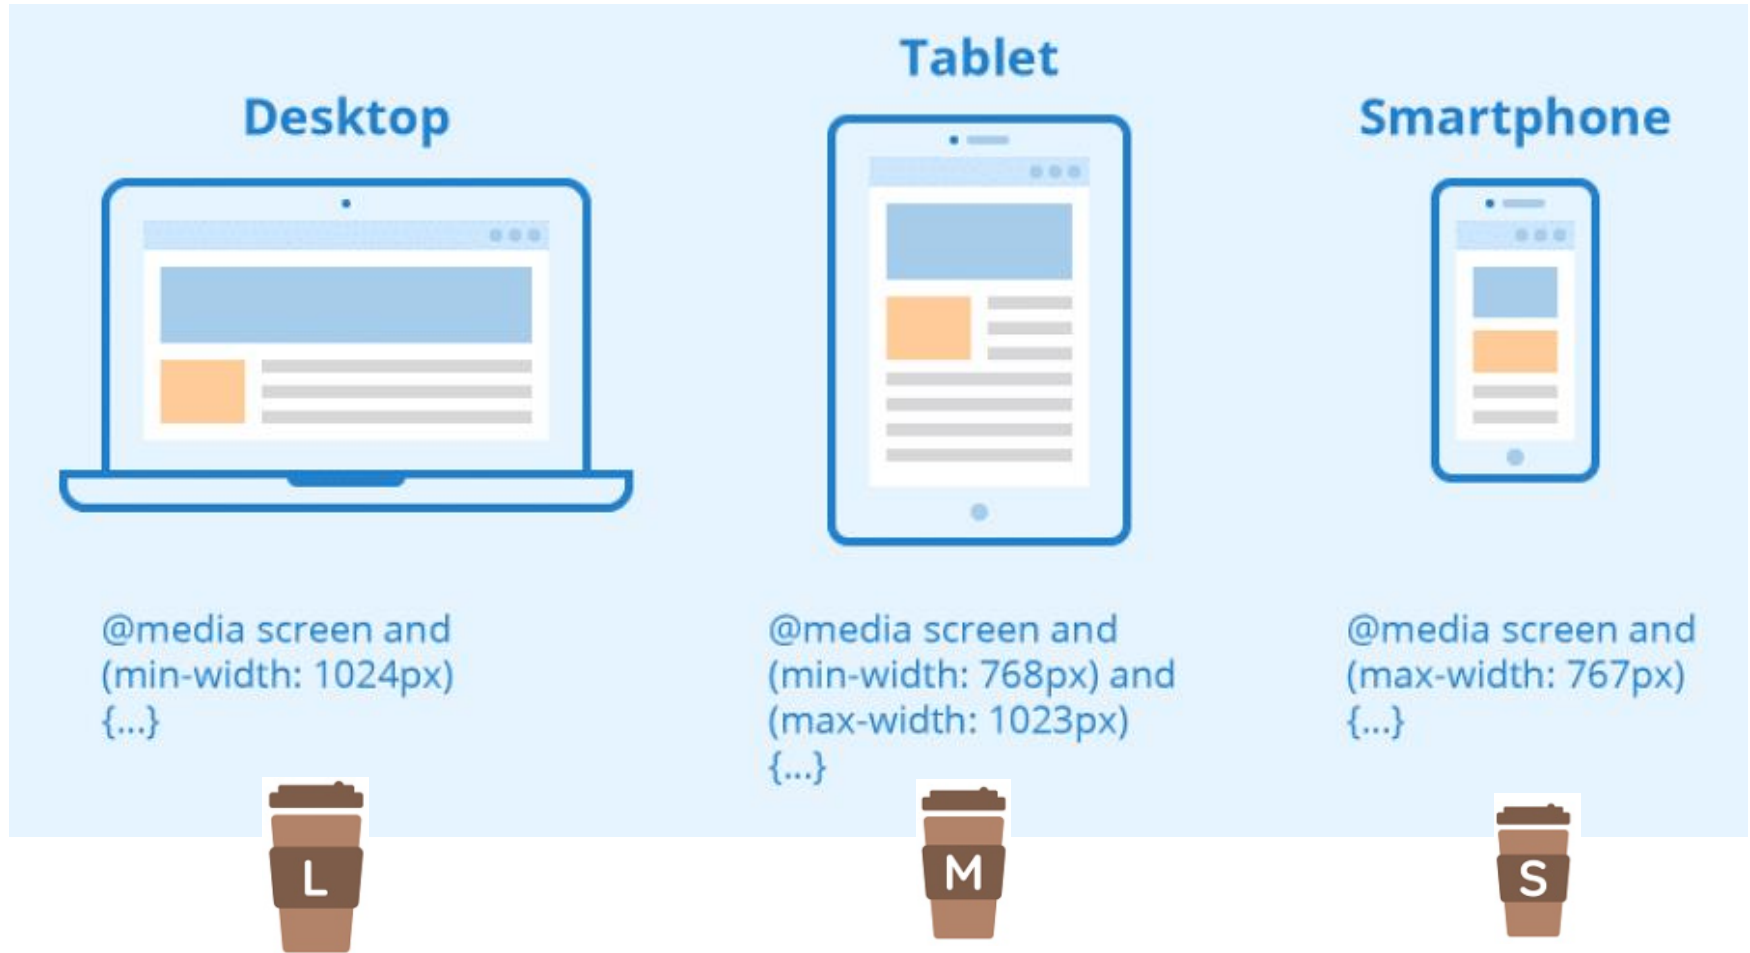 Desktop
@media screen and
(min-width: 1024px)
{...}
L
Tablet
@media screen and
(min-width: 768px) and
(max-width: 1023px)
{...}
M
Smartphone
@media screen and
(max-width: 767px)
{...}
S